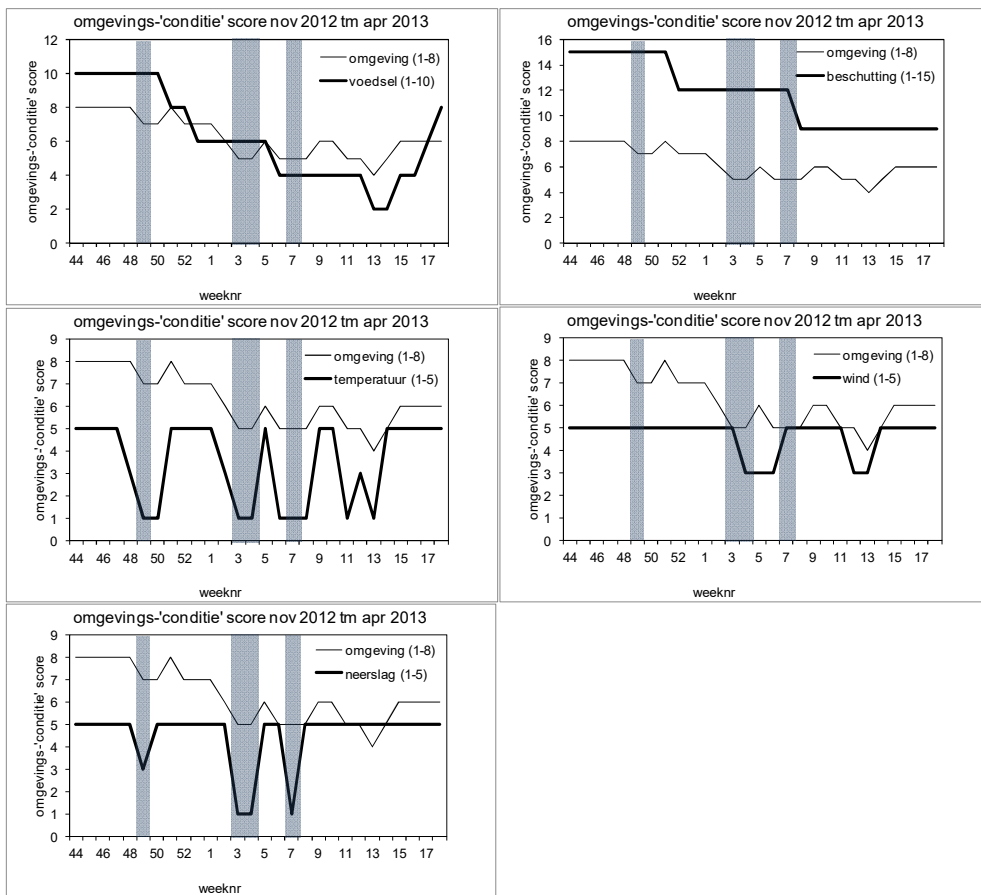 omgevings-'conditie' score nov 2012 tm apr 2013
omgevings-'conditie' score
12
10
8
6
4
2
0
omgeving (1-8)
voedsel (1-10)
44 46 48 50 52 1 3 5 7 9 11 13 15 17
weeknr
omgevings-'conditie' score nov 2012 tm apr 2013
omgevings-'conditie' score
16
14
12
10
8
6
4
2
0
omgeving (1-8)
beschutting (1-15)
44 46 48 50 52 1 3 5 7 9 11 13 15 17
weeknr
omgevings-'conditie' score nov 2012 tm apr 2013
omgevings-'conditie' score
9
8
7
6
5
4
3
2
1
0
omgeving (1-8)
temperatuur (1-5)
44 46 48 50 52 1 3 5 7 9 11 13 15 17
weeknr
omgevings-'conditie' score nov 2012 tm apr 2013
omgevings-'conditie' score
9
8
7
6
5
4
3
2
1
0
omgeving (1-8)
wind (1-5)
44 46 48 50 52 1 3 5 7 9 11 13 15 17
weeknr
omgevings-'conditie' score nov 2012 tm apr 2013
omgevings-'conditie' score
9
8
7
6
5
4
3
2
1
0
omgeving (1-8)
neerslag (1-5)
44 46 48 50 52 1 3 5 7 9 11 13 15 17
weeknr